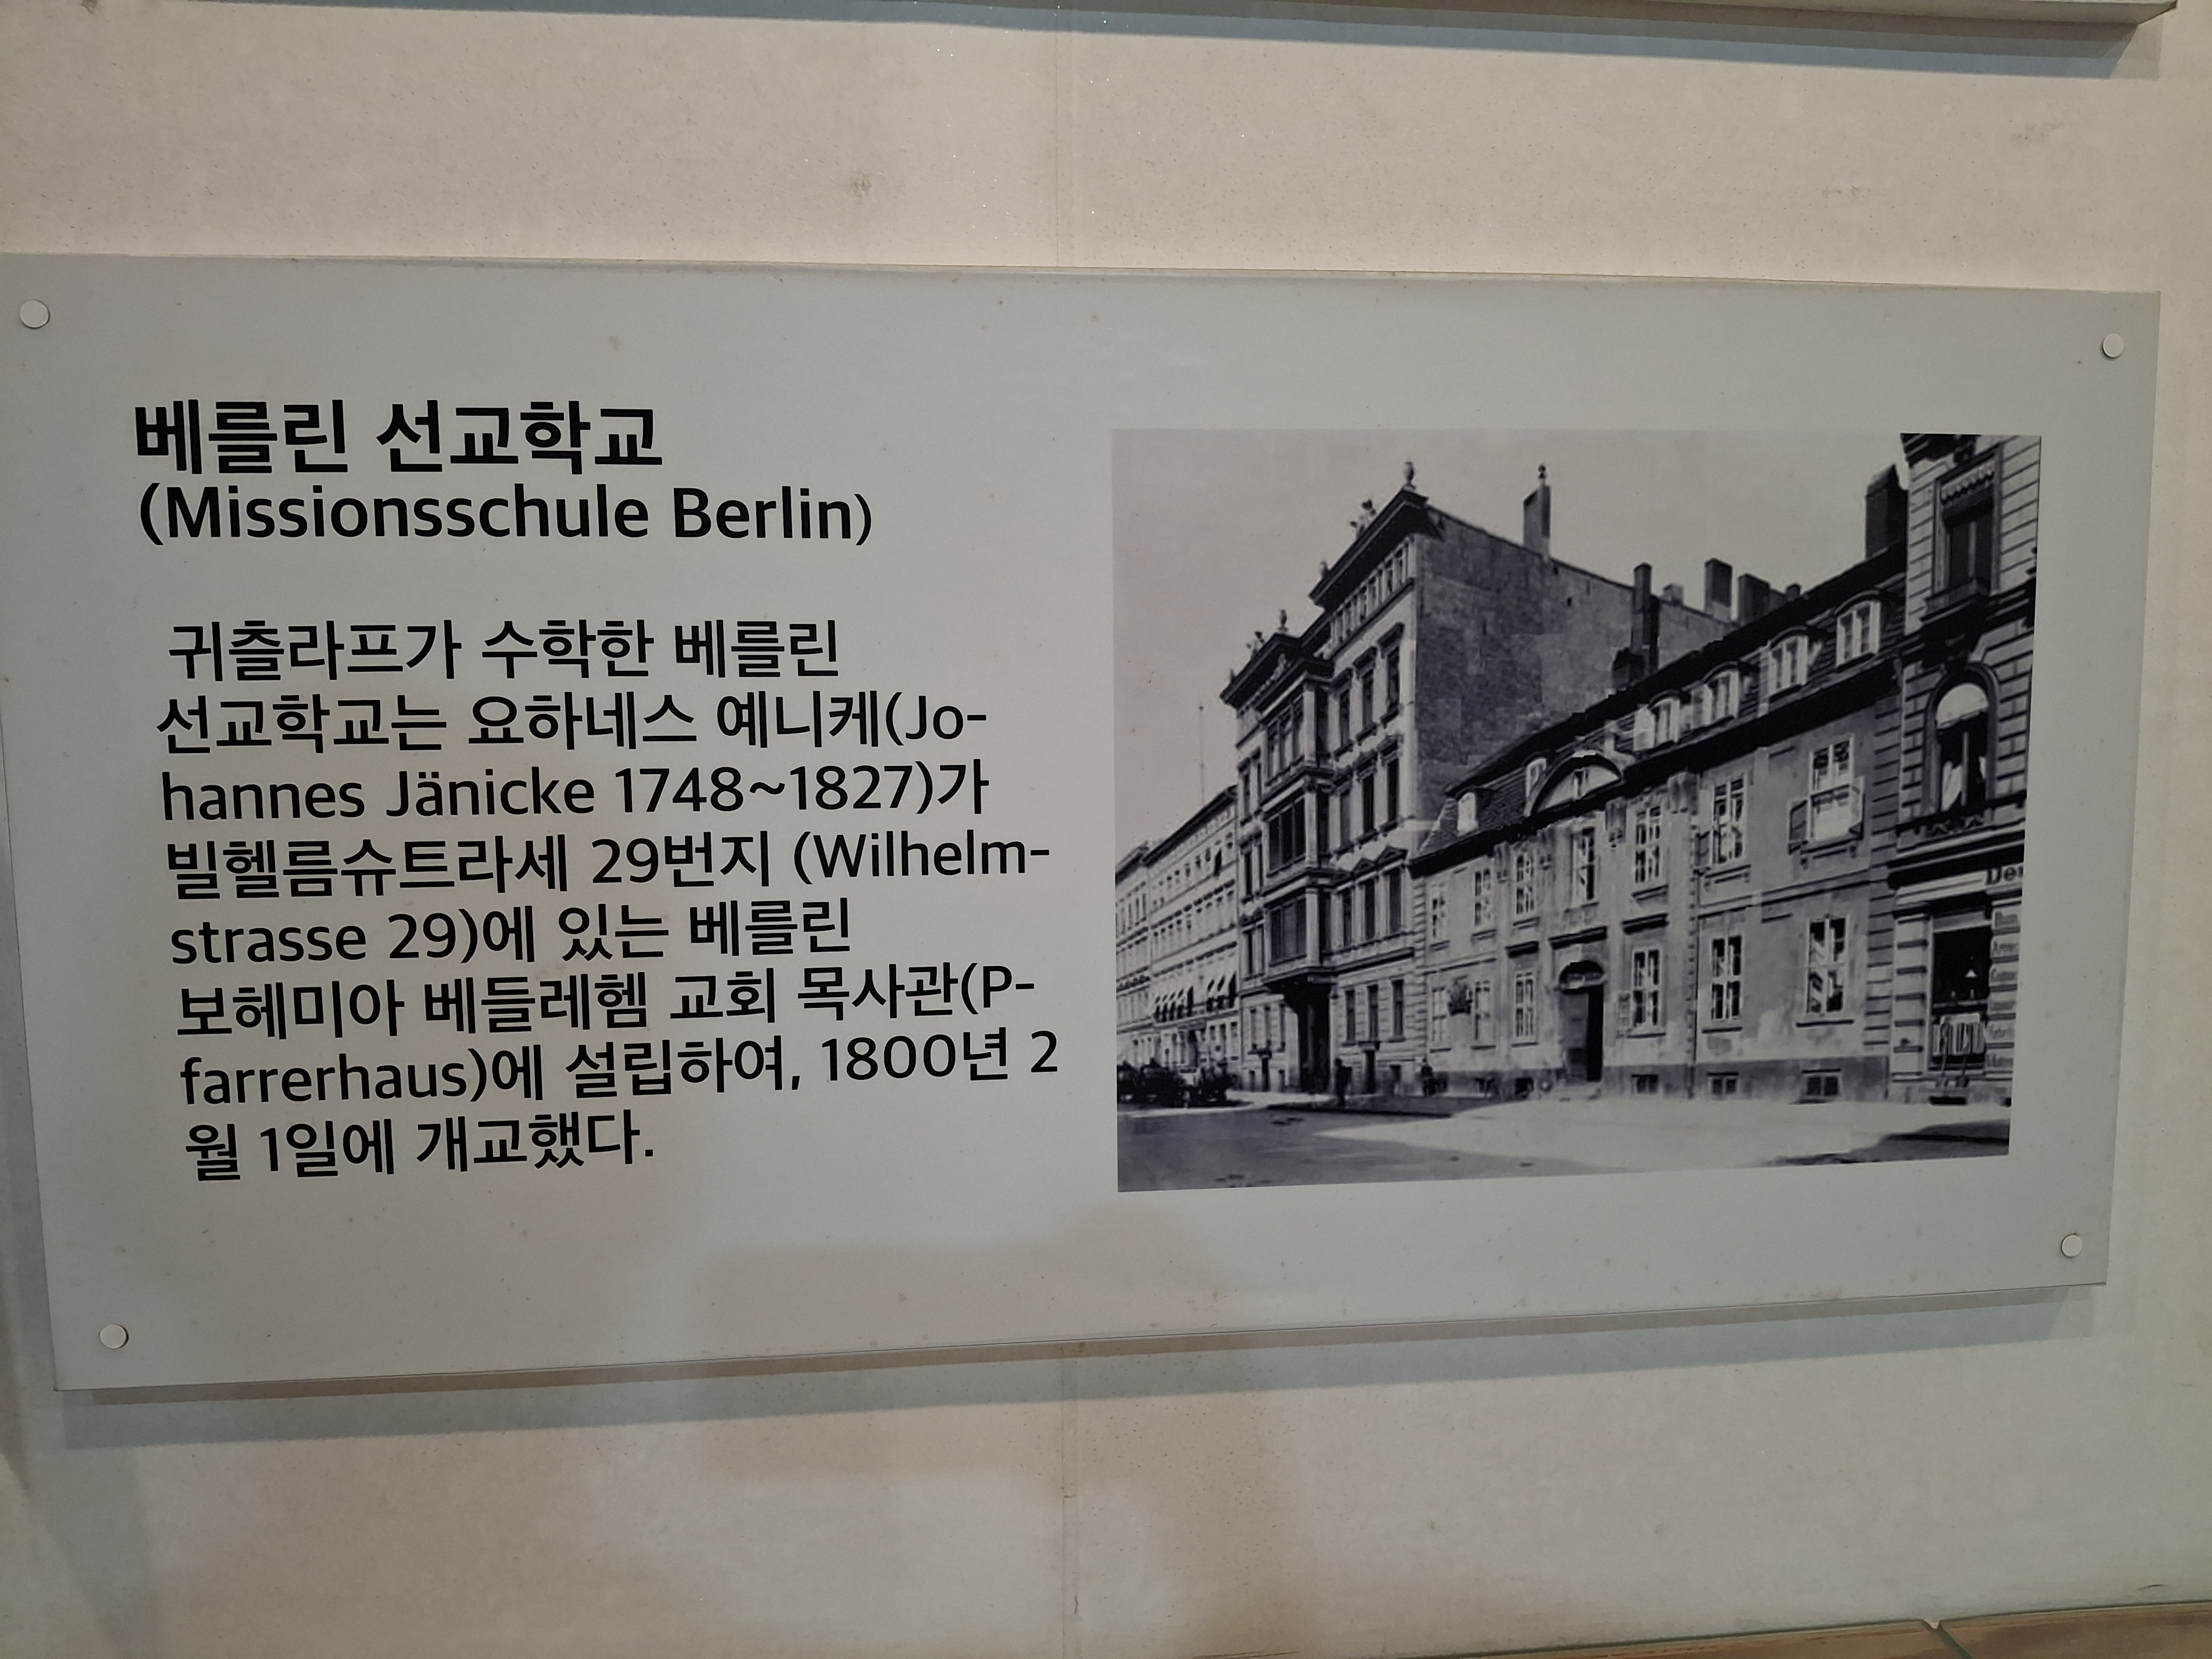 베를린 선교학교
(Missionsschule Berlin)
귀츨라프가 수학한 베를린
선교학교는 요하네스 예니케(Jo-
hannes Jänicke 1748~1827)가
빌헬름슈트라세 29번지 (Wilhelm-
strasse 29)에 있는 베를린
보헤미아 베들레헴 교회 목사관(P-
farrerhaus)에 설립하여, 1800년 2
월 1일에 개교했다.